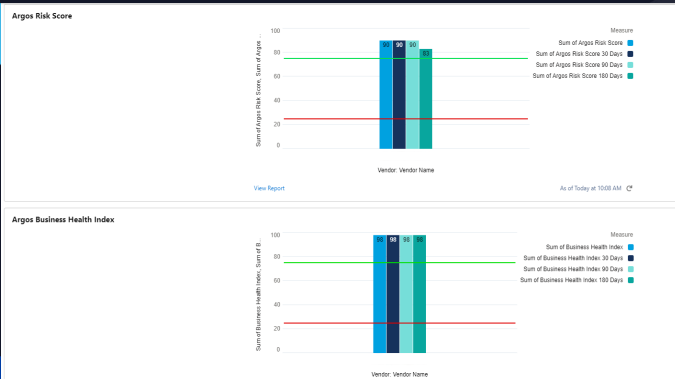 Argos Risk Score
Sum of Argos Risk Score, Sum of Argos ...
100
80
60
40
20
0
90 90 90 83
Vendor: Vendor Name
Measure
Sum of Argos Risk Score
Sum of Argos Risk Score 30 Days
Sum of Argos Risk Score 90 Days
Sum of Argos Risk Score 180 Days
View Report
As of Today at 10:08 AM
Argos Business Health Index
Sum of Business Health Index, Sum of B...
100
80
60
40
20
0
98 98 98 98
Vendor: Vendor Name
Measure
Sum of Business Health Index
Sum of Business Health Index 30 Days
Sum of Business Health Index 90 Days
Sum of Business Health Index 180 Days